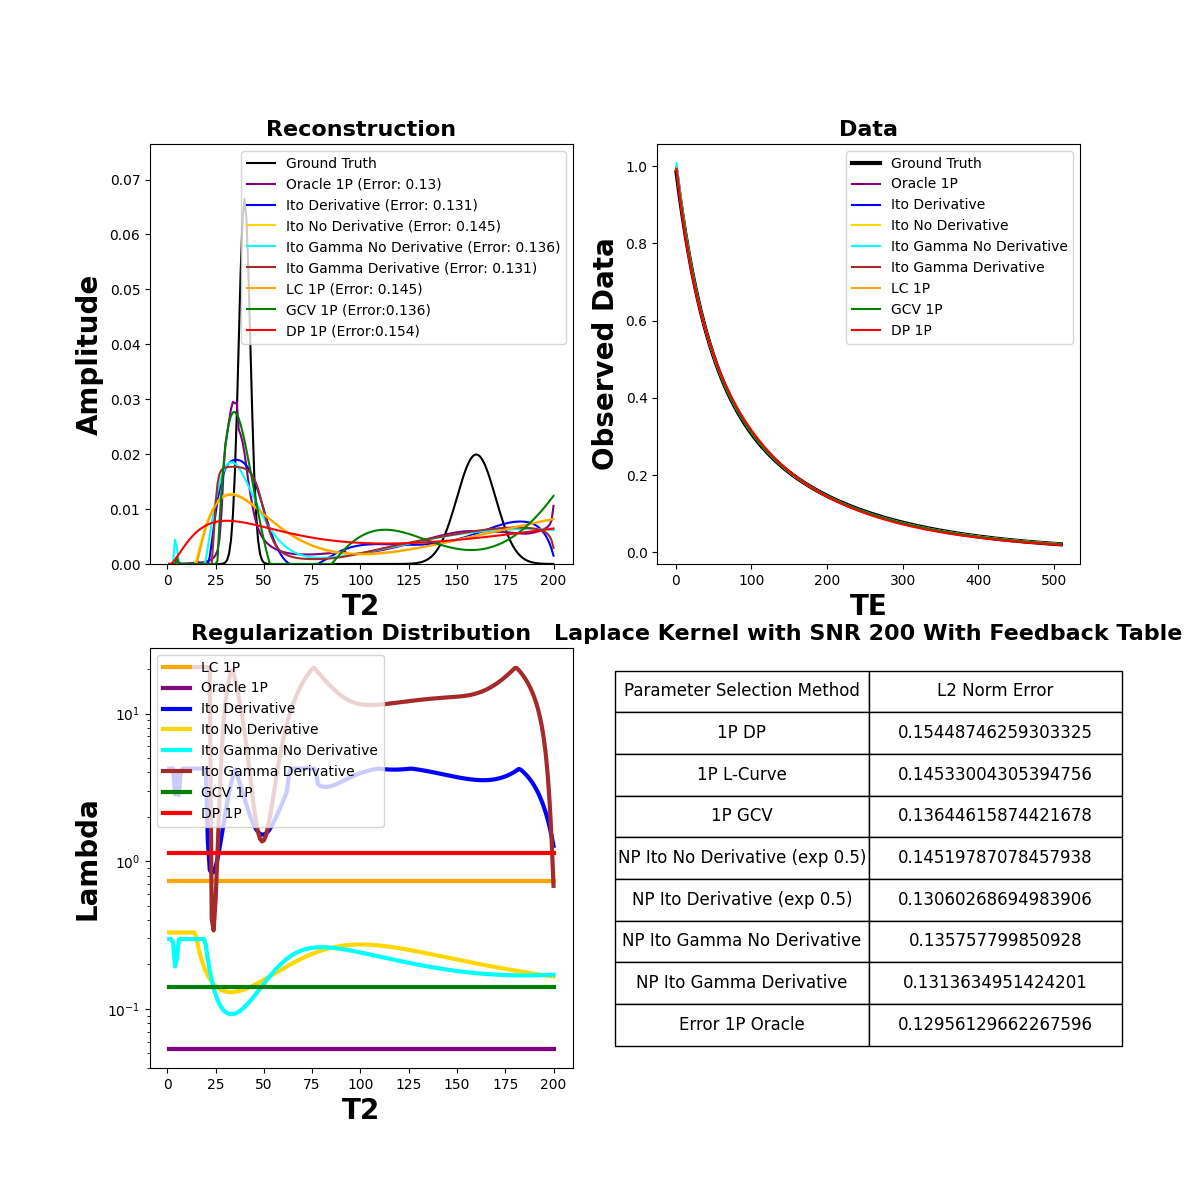 Reconstruction
Amplitude
0.07
0.06
0.05
0.04
0.03
0.02
0.01
0.00
0 25 50 75 100 125 150 175 200
T2
Ground Truth
Oracle 1P (Error: 0.13)
Ito Derivative (Error: 0.131)
Ito No Derivative (Error: 0.145)
Ito Gamma No Derivative (Error: 0.136)
Ito Gamma Derivative (Error: 0.131)
LC 1P (Error: 0.145)
GCV 1P (Error:0.136)
DP 1P (Error:0.154)
Data
Observed Data
1.0
0.8
0.6
0.4
0.2
0.0
0 100 200 300 400 500
TE
Ground Truth
Oracle 1P
Ito Derivative
Ito No Derivative
Ito Gamma No Derivative
Ito Gamma Derivative
LC 1P
GCV 1P
DP 1P
Regularization Distribution
Lambda
10¹
10⁰
10⁻¹
0 25 50 75 100 125 150 175 200
T2
LC 1P
Oracle 1P
Ito Derivative
Ito No Derivative
Ito Gamma No Derivative
Ito Gamma Derivative
GCV 1P
DP 1P
Laplace Kernel with SNR 200 With Feedback Table
Parameter Selection Method L2 Norm Error
1P DP 0.15448746259303325
1P L-Curve 0.14533004305394756
1P GCV 0.13644615874421678
NP Ito No Derivative (exp 0.5) 0.14519787078457938
NP Ito Derivative (exp 0.5) 0.13060268694983906
NP Ito Gamma No Derivative 0.135757799850928
NP Ito Gamma Derivative 0.1313634951424201
Error 1P Oracle 0.12956129662267596